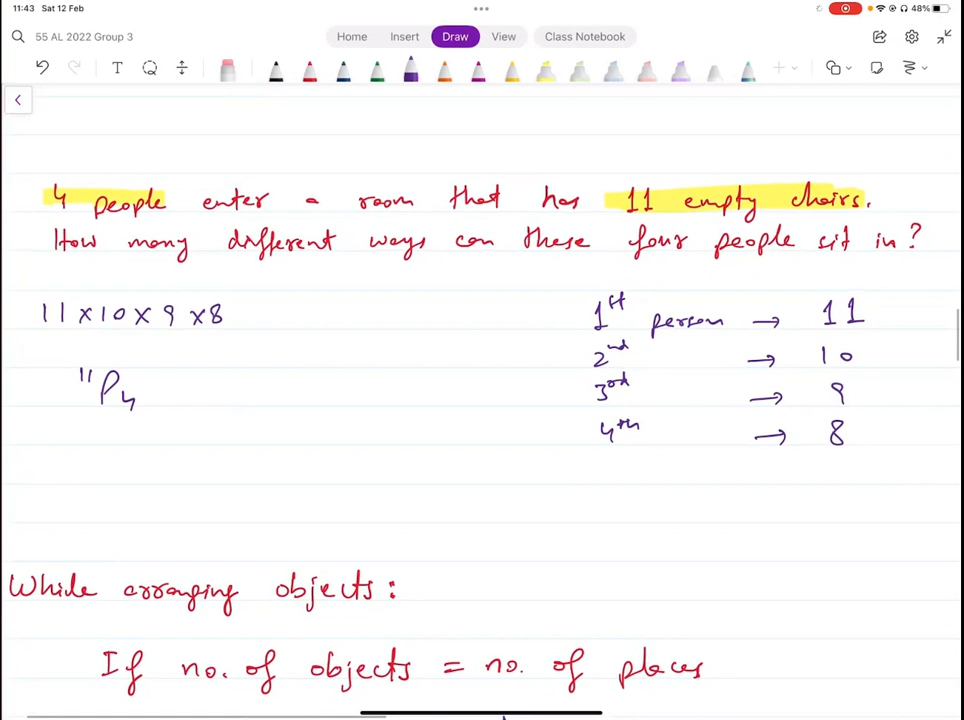 11:43 Sat 12 Feb
48%
55 AL 2022 Group 3
Home Insert Draw View Class Notebook
4 people enter a room that has 11 empty chairs.
How many different ways can these four people sit in?
11 x 10 x 9 x 8
¹¹P₄
1st person → 11
2nd → 10
3rd → 9
4th → 8
While arranging objects:
If no. of objects = no. of places